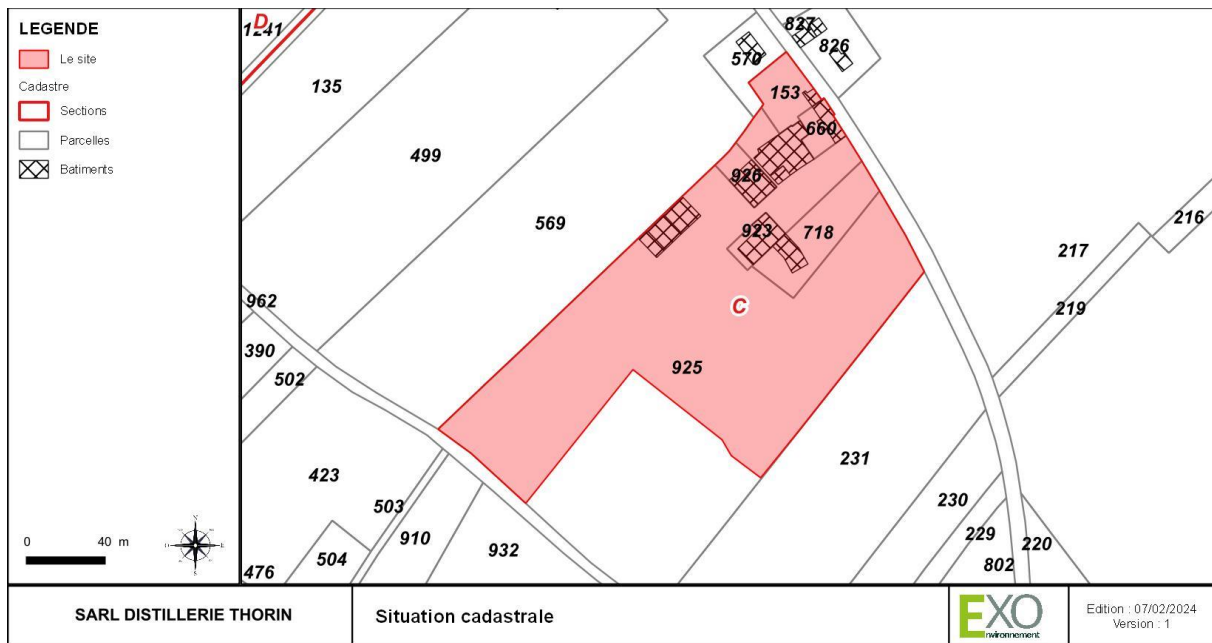 LEGENDE
Le site
Cadastre
Sections
Parcelles
Batiments
0 40 m
D
1241
827
826
570
135
153
660
499
926
216
569
923
718
217
C
962
219
390
925
502
231
423
230
503
229
910
220
504
932
802
476
SARL DISTILLERIE THORIN
Situation cadastrale
EXO
nvironnement
Edition : 07/02/2024
Version : 1